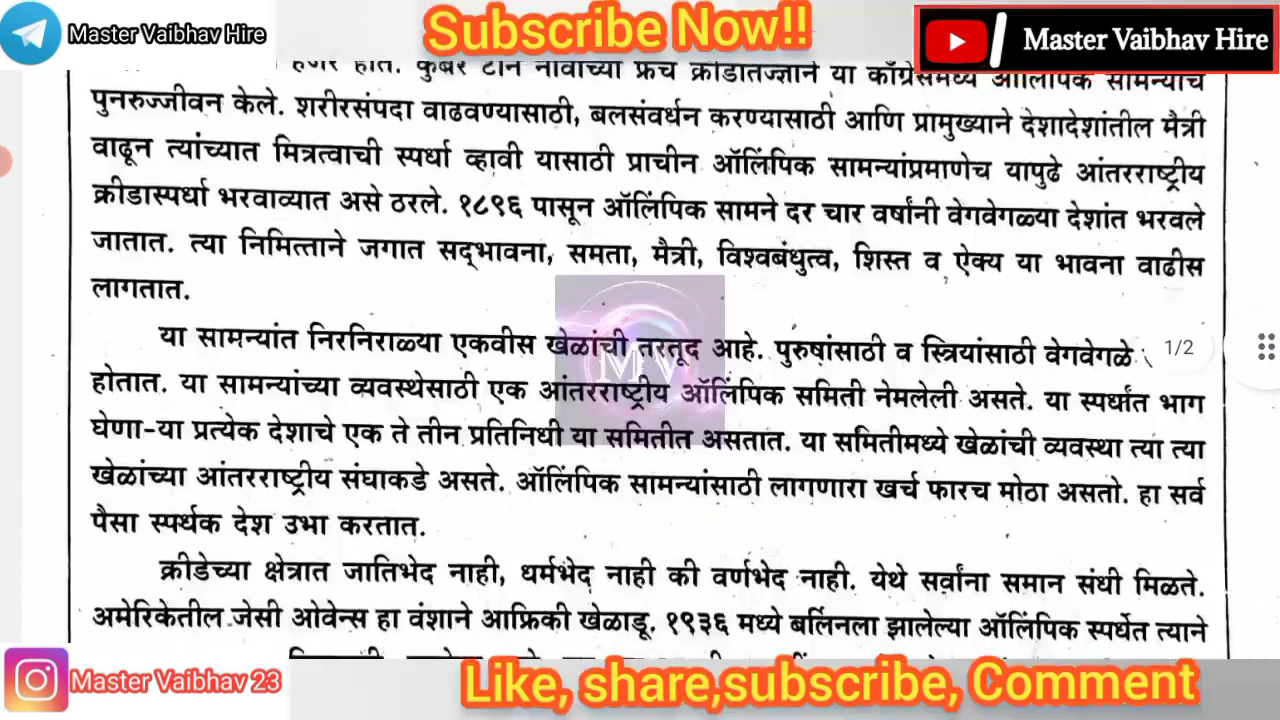 Master Vaibhav Hire
Subscribe Now!!
Master Vaibhav Hire
हजर होते. कुबर टीन नावाच्या फ्रेंच क्रीडातज्ज्ञाने या काँग्रेसमध्ये ऑलिंपिक सामन्यांचे
पुनरुज्जीवन केले. शरीरसंपदा वाढवण्यासाठी, बलसंवर्धन करण्यासाठी आणि प्रामुख्याने देशादेशांतील मैत्री
वाढून त्यांच्यात मित्रत्वाची स्पर्धा व्हावी यासाठी प्राचीन ऑलिंपिक सामन्यांप्रमाणेच यापुढे आंतरराष्ट्रीय
क्रीडास्पर्धा भरवाव्यात असे ठरले. १८९६ पासून ऑलिंपिक सामने दर चार वर्षांनी वेगवेगळ्या देशांत भरवले
जातात. त्या निमित्ताने जगात सद्‌भावना, समता, मैत्री, विश्वबंधुत्व, शिस्त व ऐक्य या भावना वाढीस
लागतात.
या सामन्यांत निरनिराळ्या एकवीस खेळांची तरतूद आहे. पुरुषांसाठी व स्त्रियांसाठी वेगवेगळे
1/2
MV
होतात. या सामन्यांच्या व्यवस्थेसाठी एक आंतरराष्ट्रीय ऑलिंपिक समिती नेमलेली असते. या स्पर्धांत भाग
घेणा-या प्रत्येक देशाचे एक ते तीन प्रतिनिधी या समितीत असतात. या समितीमध्ये खेळांची व्यवस्था त्या त्या
खेळांच्या आंतरराष्ट्रीय संघाकडे असते. ऑलिंपिक सामन्यांसाठी लागणारा खर्च फारच मोठा असतो. हा सर्व
पैसा स्पर्धक देश उभा करतात.
क्रीडेच्या क्षेत्रात जातिभेद नाही, धर्मभेद नाही की वर्णभेद नाही. येथे सर्वांना समान संधी मिळते.
अमेरिकेतील जेसी ओवेन्स हा वंशाने आफ्रिकी खेळाडू. १९३६ मध्ये बर्लिनला झालेल्या ऑलिंपिक स्पर्धेत त्याने
Master Vaibhav 23
Like, share,subscribe, Comment